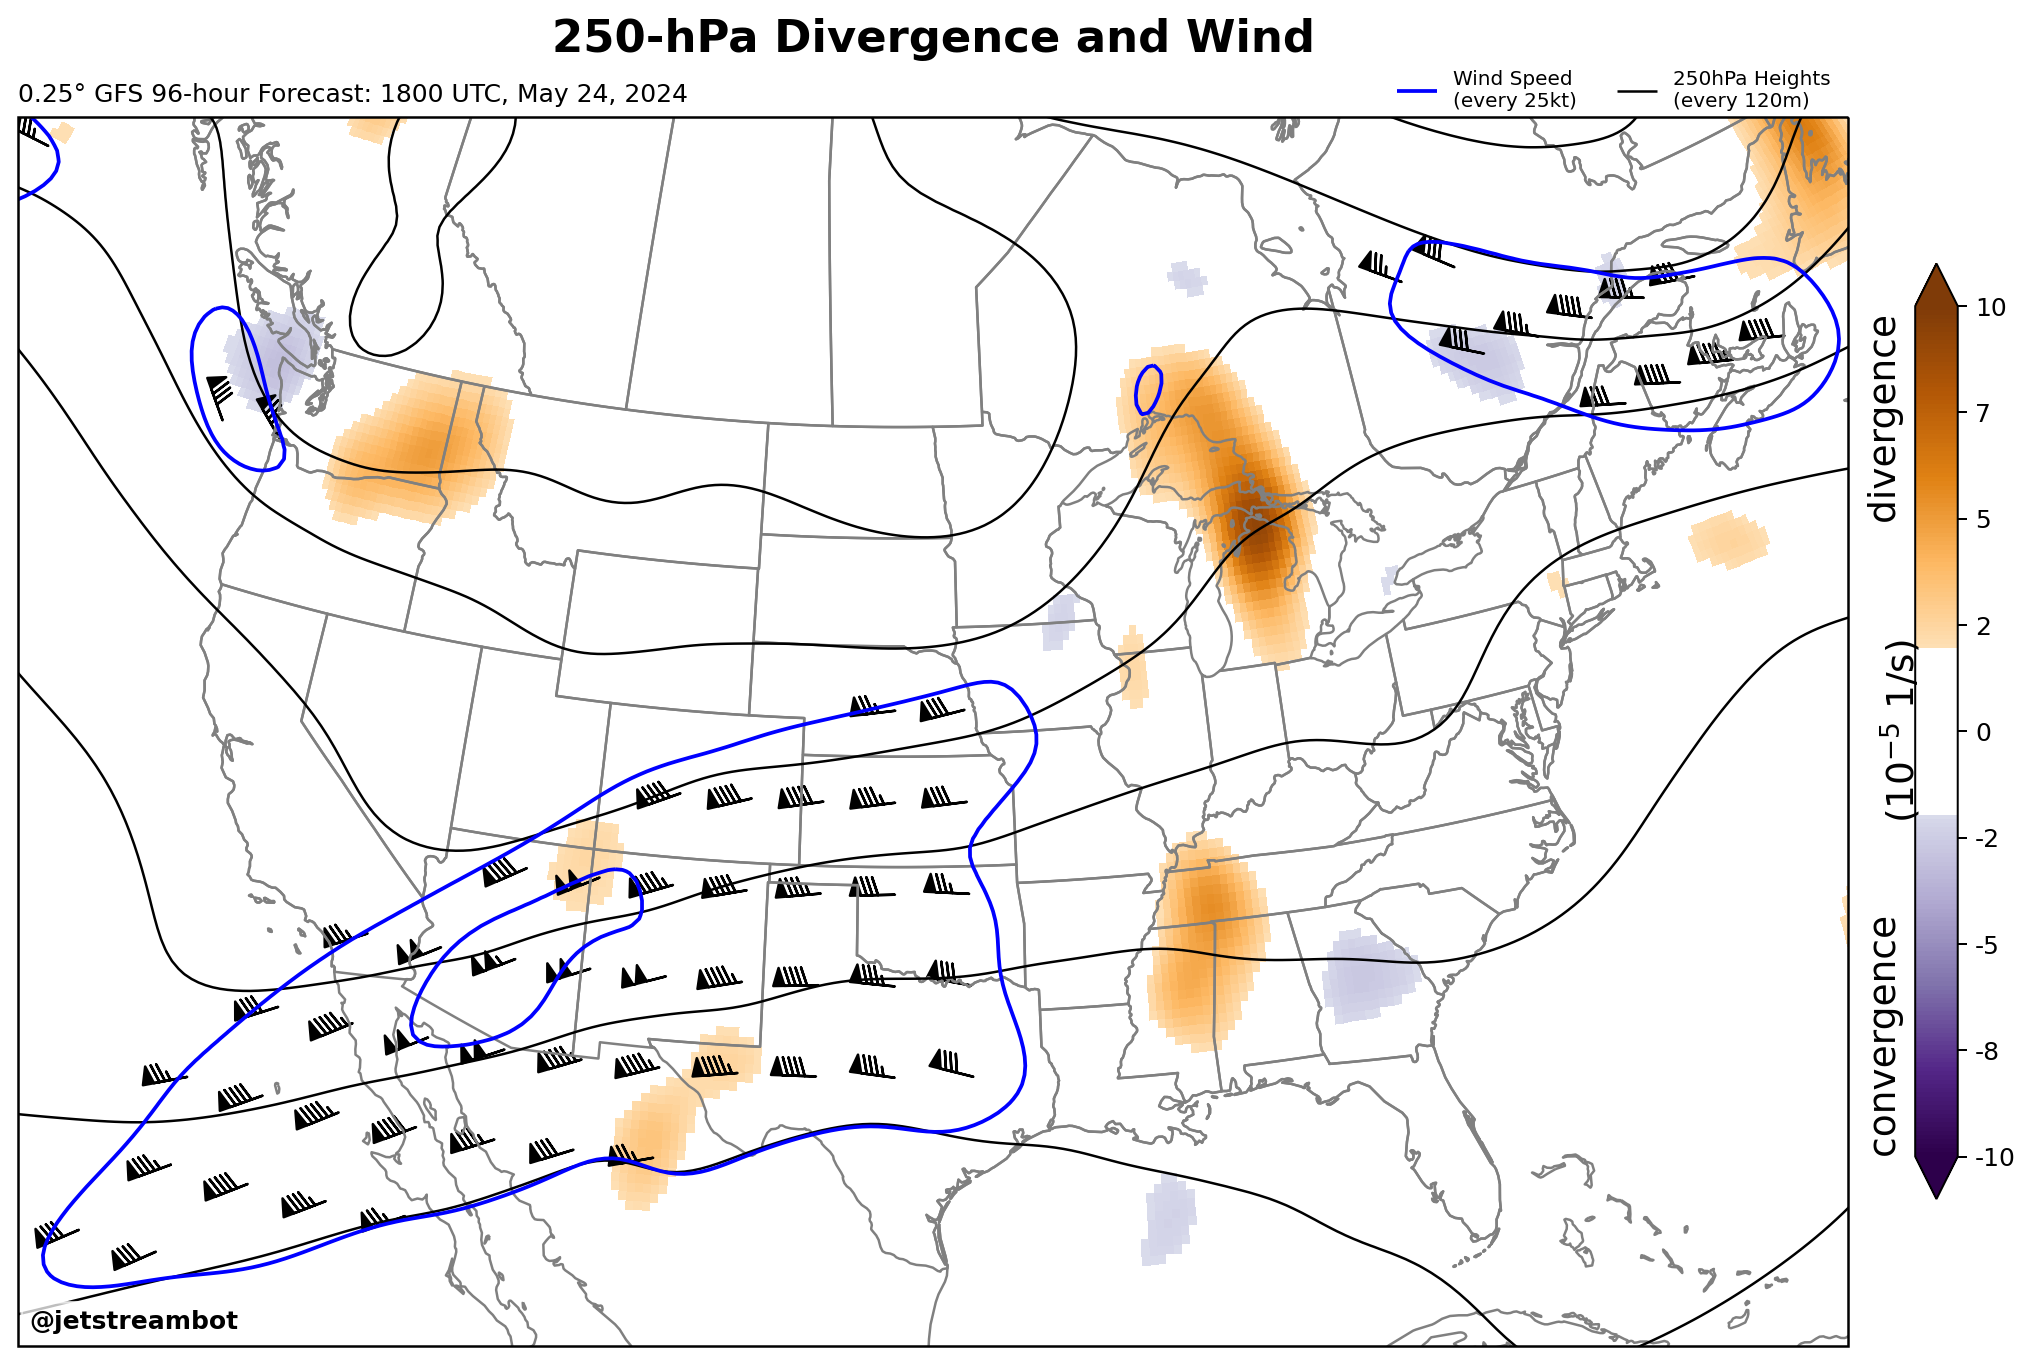 250-hPa Divergence and Wind
0.25° GFS 96-hour Forecast: 1800 UTC, May 24, 2024
Wind Speed
(every 25kt)
250hPa Heights
(every 120m)
10
7
5
2
0
-2
-5
-8
-10
convergence (10⁻⁵ 1/s) divergence
@jetstreambot